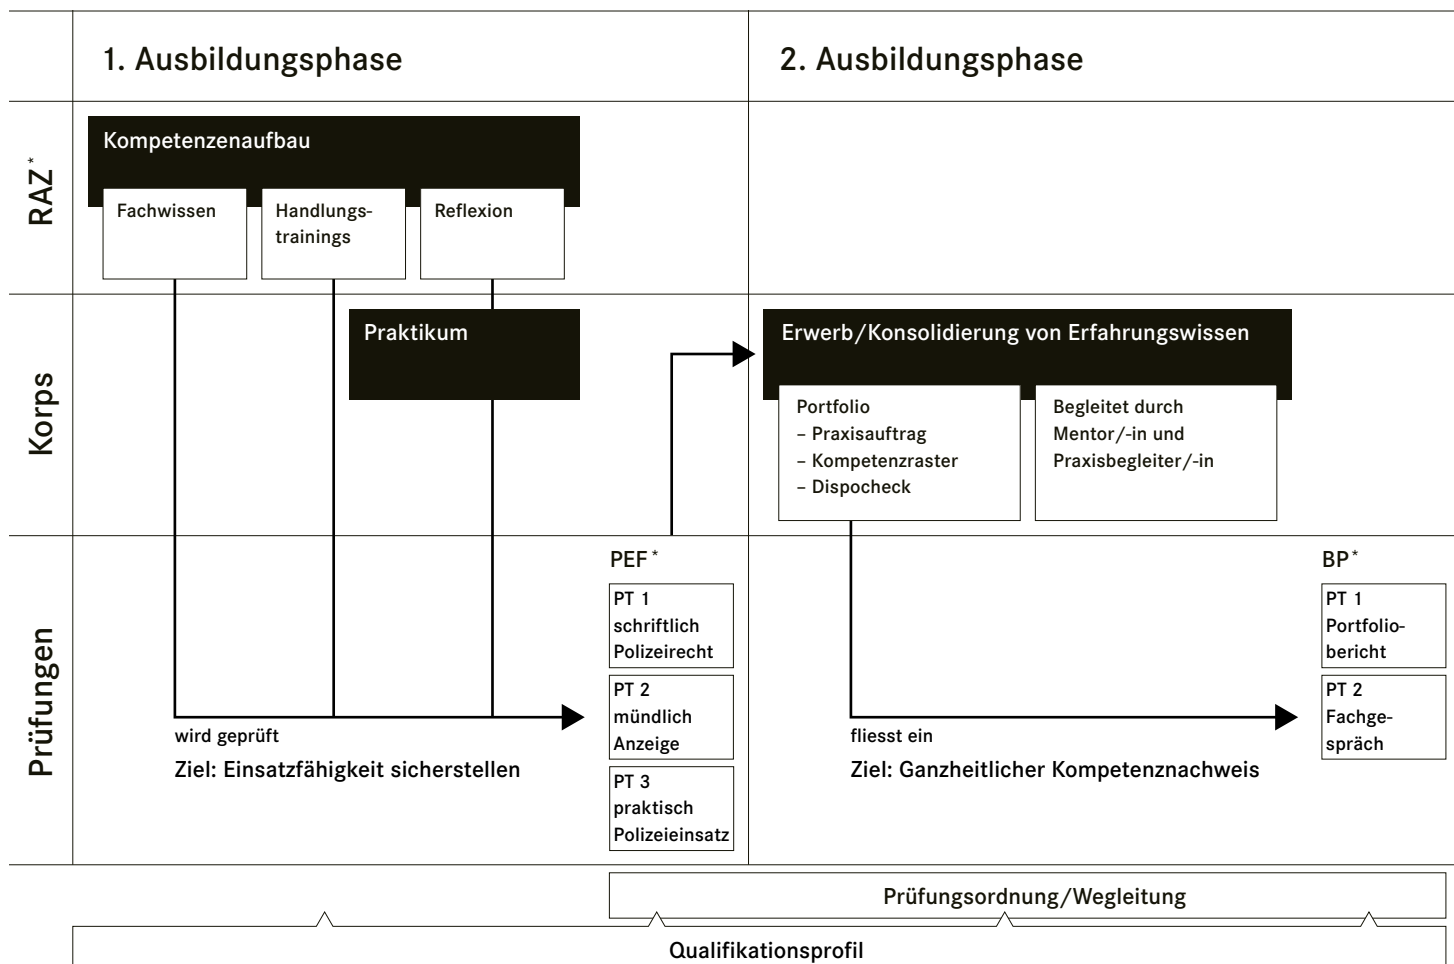 1. Ausbildungsphase
2. Ausbildungsphase
RAZ*
Kompetenzenaufbau
Fachwissen
Handlungs-
trainings
Reflexion
Korps
Praktikum
Erwerb/Konsolidierung von Erfahrungswissen
Portfolio
– Praxisauftrag
– Kompetenzraster
– Dispocheck
Begleitet durch
Mentor/-in und
Praxisbegleiter/-in
Prüfungen
wird geprüft
Ziel: Einsatzfähigkeit sicherstellen
PEF*
PT 1
schriftlich
Polizeirecht
PT 2
mündlich
Anzeige
PT 3
praktisch
Polizeieinsatz
fliesst ein
Ziel: Ganzheitlicher Kompetenznachweis
BP*
PT 1
Portfolio-
bericht
PT 2
Fachge-
spräch
Prüfungsordnung/Wegleitung
Qualifikationsprofil